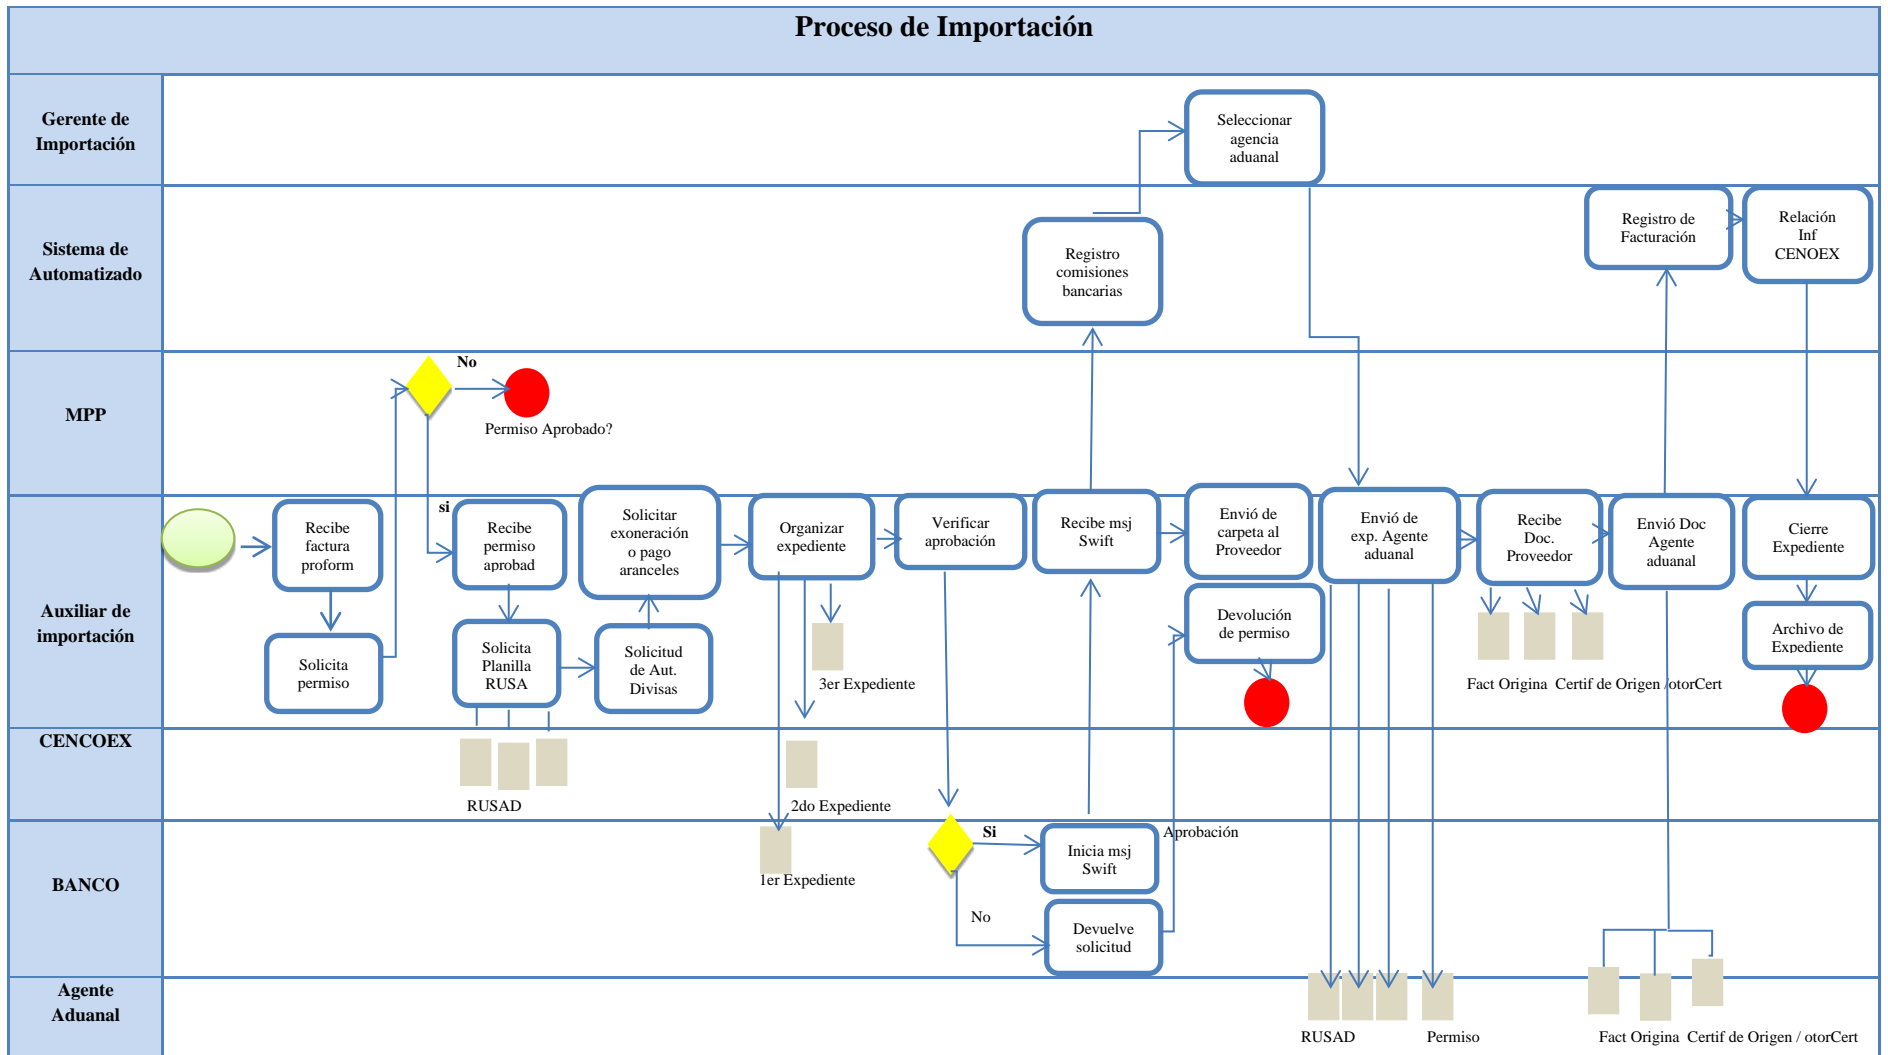 Proceso de Importación
Gerente de
Importación
Seleccionar
agencia
aduanal
Sistema de
Automatizado
Registro
comisiones
bancarias
Registro de
Facturación
Relación
Inf
CENOEX
MPP
No
Permiso Aprobado?
si
Auxiliar de
importación
Recibe
factura
proform
Solicita
permiso
Recibe
permiso
aprobad
Solicita
Planilla
RUSA
Solicitar
exoneración
o pago
aranceles
Solicitud
de Aut.
Divisas
Organizar
expediente
3er Expediente
Verificar
aprobación
Recibe msj
Swift
Envió de
carpeta al
Proveedor
Devolución
de permiso
Envió de
exp. Agente
aduanal
Recibe
Doc.
Proveedor
Fact Origina  Certif de Origen /otorCert
Envió Doc
Agente
aduanal
Cierre
Expediente
Archivo de
Expediente
CENCOEX
RUSAD
2do Expediente
BANCO
1er Expediente
Si
No
Inicia msj
Swift
Aprobación
Devuelve
solicitud
Agente
Aduanal
RUSAD
Permiso
Fact Origina  Certif de Origen / otorCert